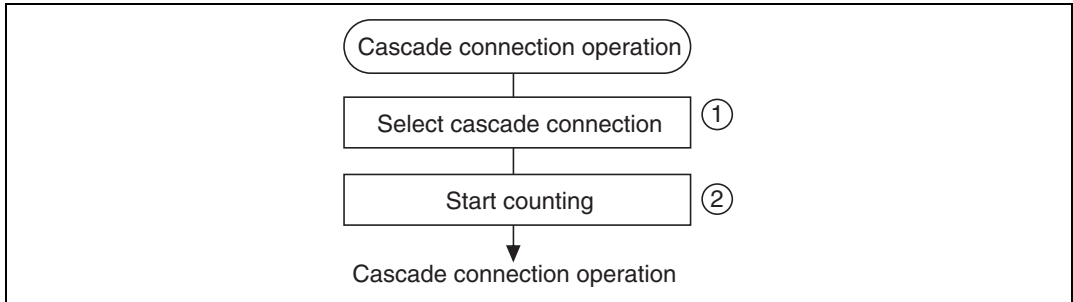 Cascade connection operation
Select cascade connection
1
Start counting
2
Cascade connection operation